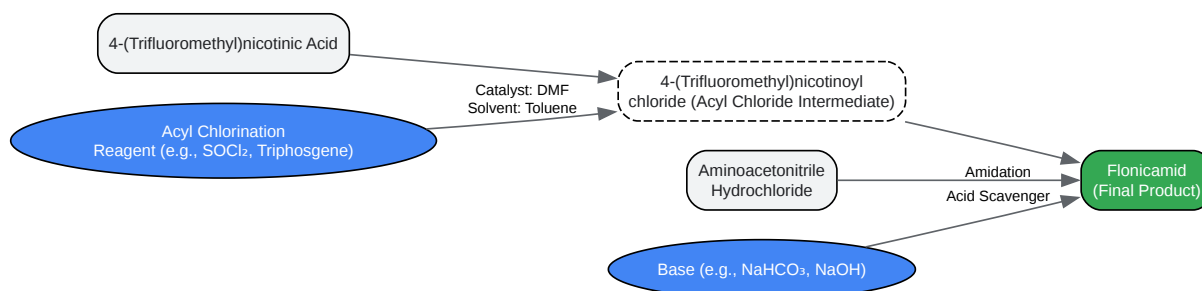 4-(Trifluoromethyl)nicotinic Acid
Acyl Chlorination
Reagent (e.g., SOCl₂, Triphosgene)
Catalyst: DMF
Solvent: Toluene
4-(Trifluoromethyl)nicotinoyl
chloride (Acyl Chloride Intermediate)
Aminoacetonitrile
Hydrochloride
Amidation
Acid Scavenger
Base (e.g., NaHCO₃, NaOH)
Flonicamid
(Final Product)